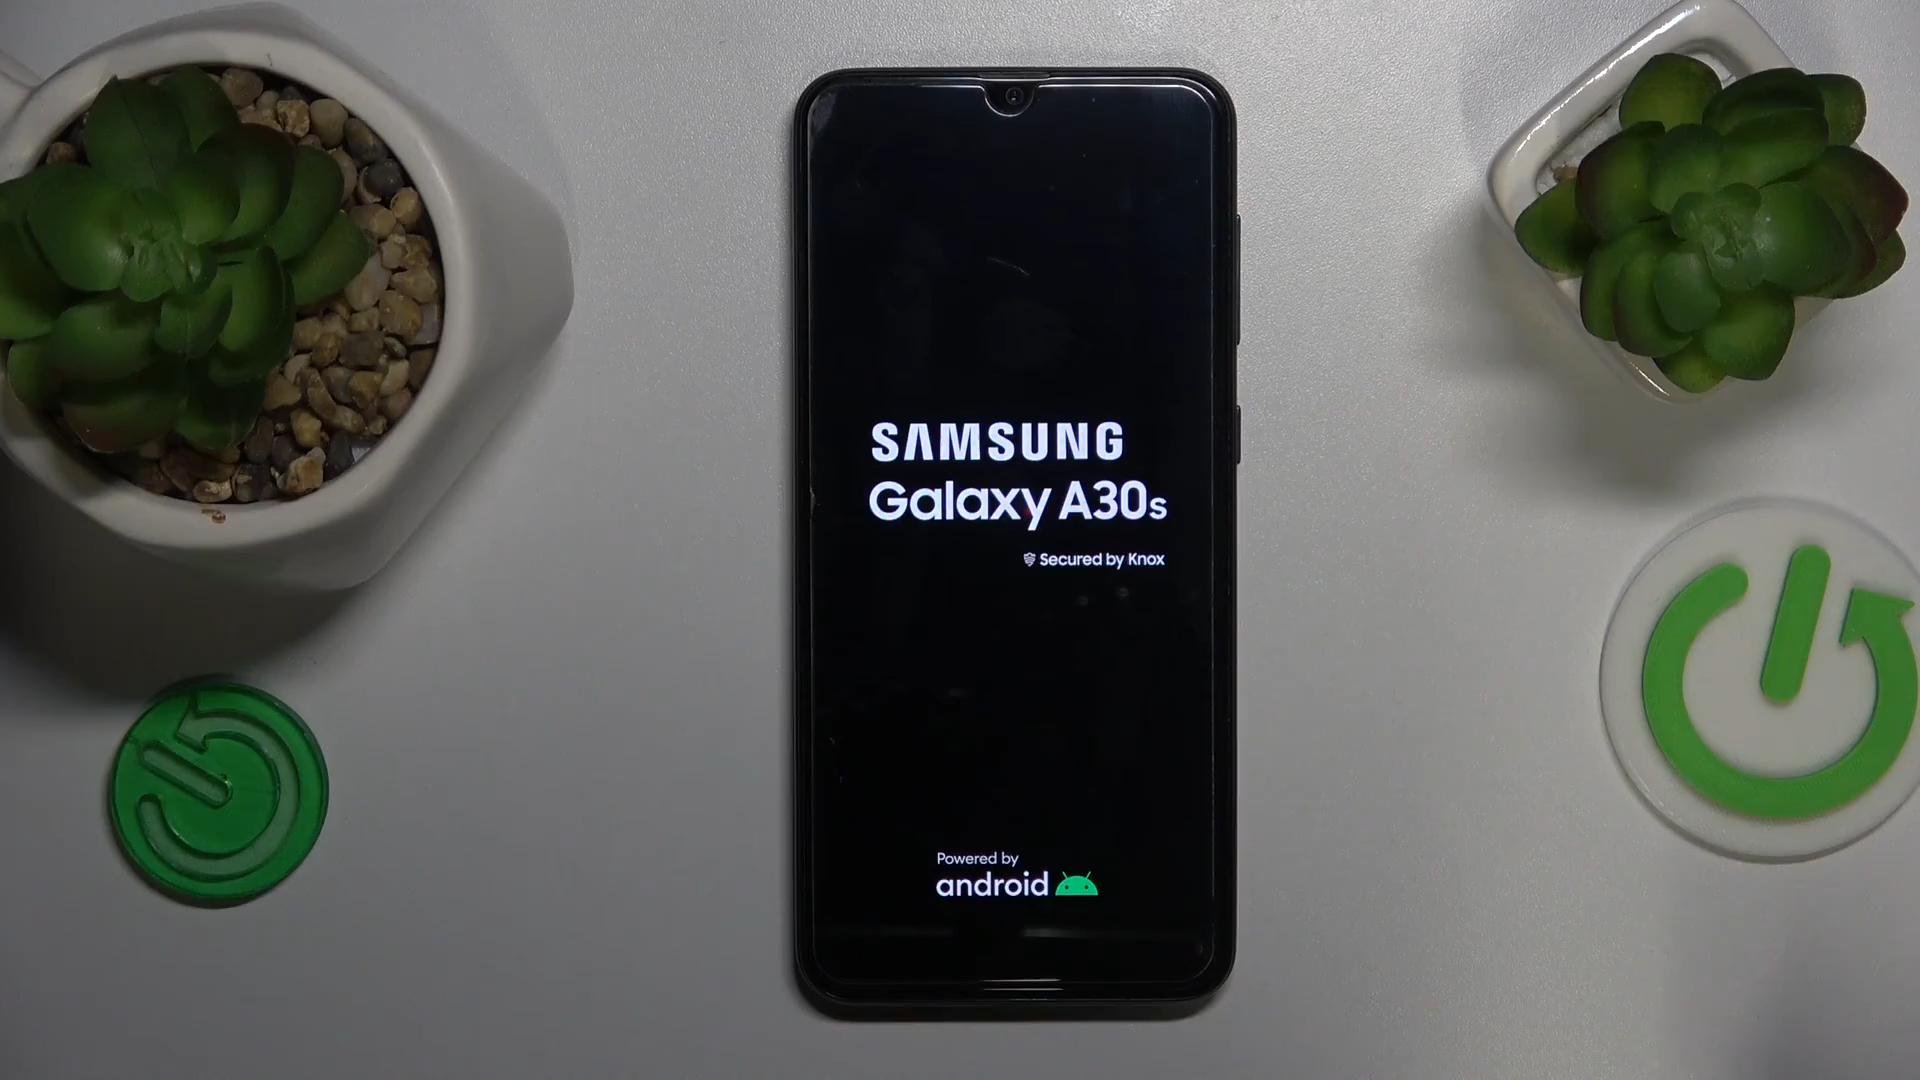 SAMSUNG
Galaxy A30s
Secured by Knox
Powered by
android